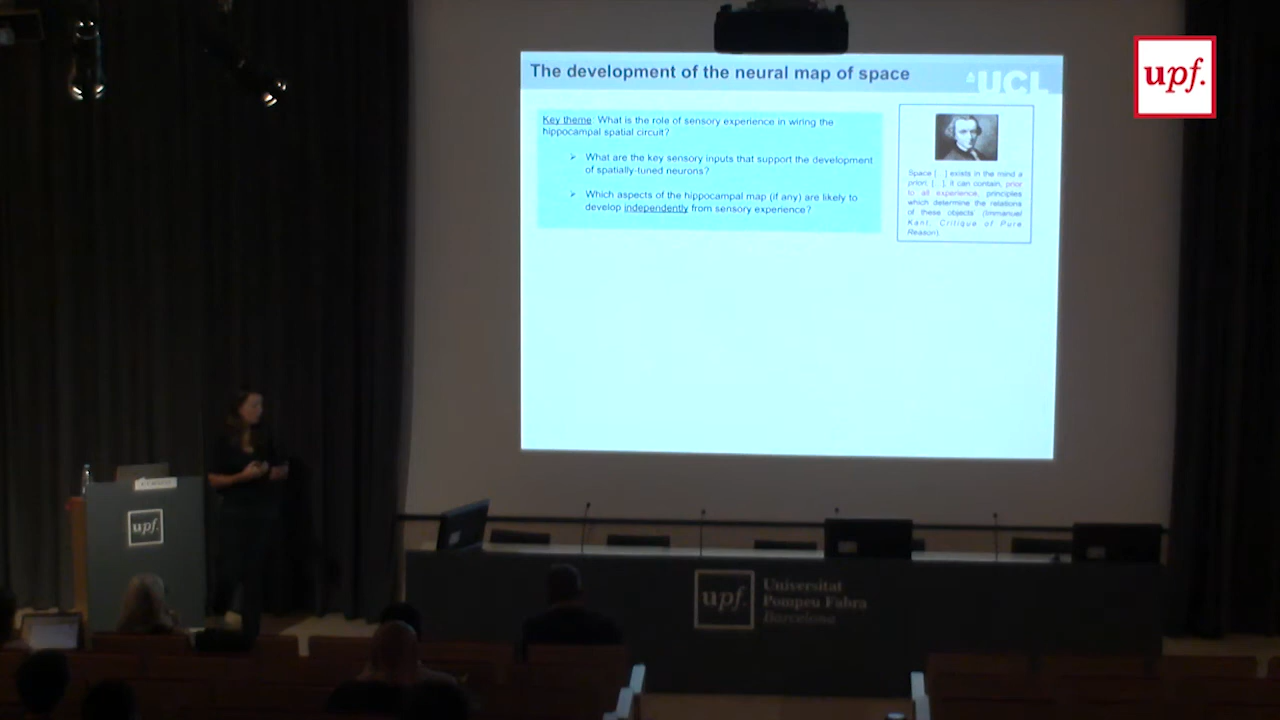 The development of the neural map of space
UCL
upf.
Key theme: What is the role of sensory experience in wiring the
hippocampal spatial circuit?
➢ What are the key sensory inputs that support the development
of spatially-tuned neurons?
➢ Which aspects of the hippocampal map (if any) are likely to
develop independently from sensory experience?
Space [ ] exists in the mind a
priori [ ], it can contain, prior
to all experience, principles
which determine the relations
of these objects (Immanuel
Kant, Critique of Pure
Reason)
upf.
upf.
Universitat
Pompeu Fabra
Barcelona